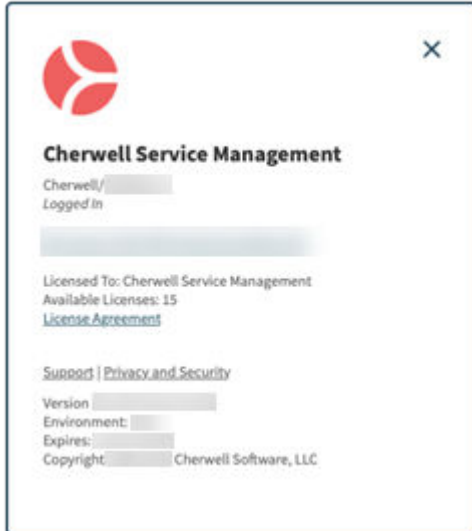 Cherwell Service Management
Cherwell/
Logged In
Licensed To: Cherwell Service Management
Available Licenses: 15
License Agreement
Support | Privacy and Security
Version
Environment:
Expires:
Copyright Cherwell Software, LLC